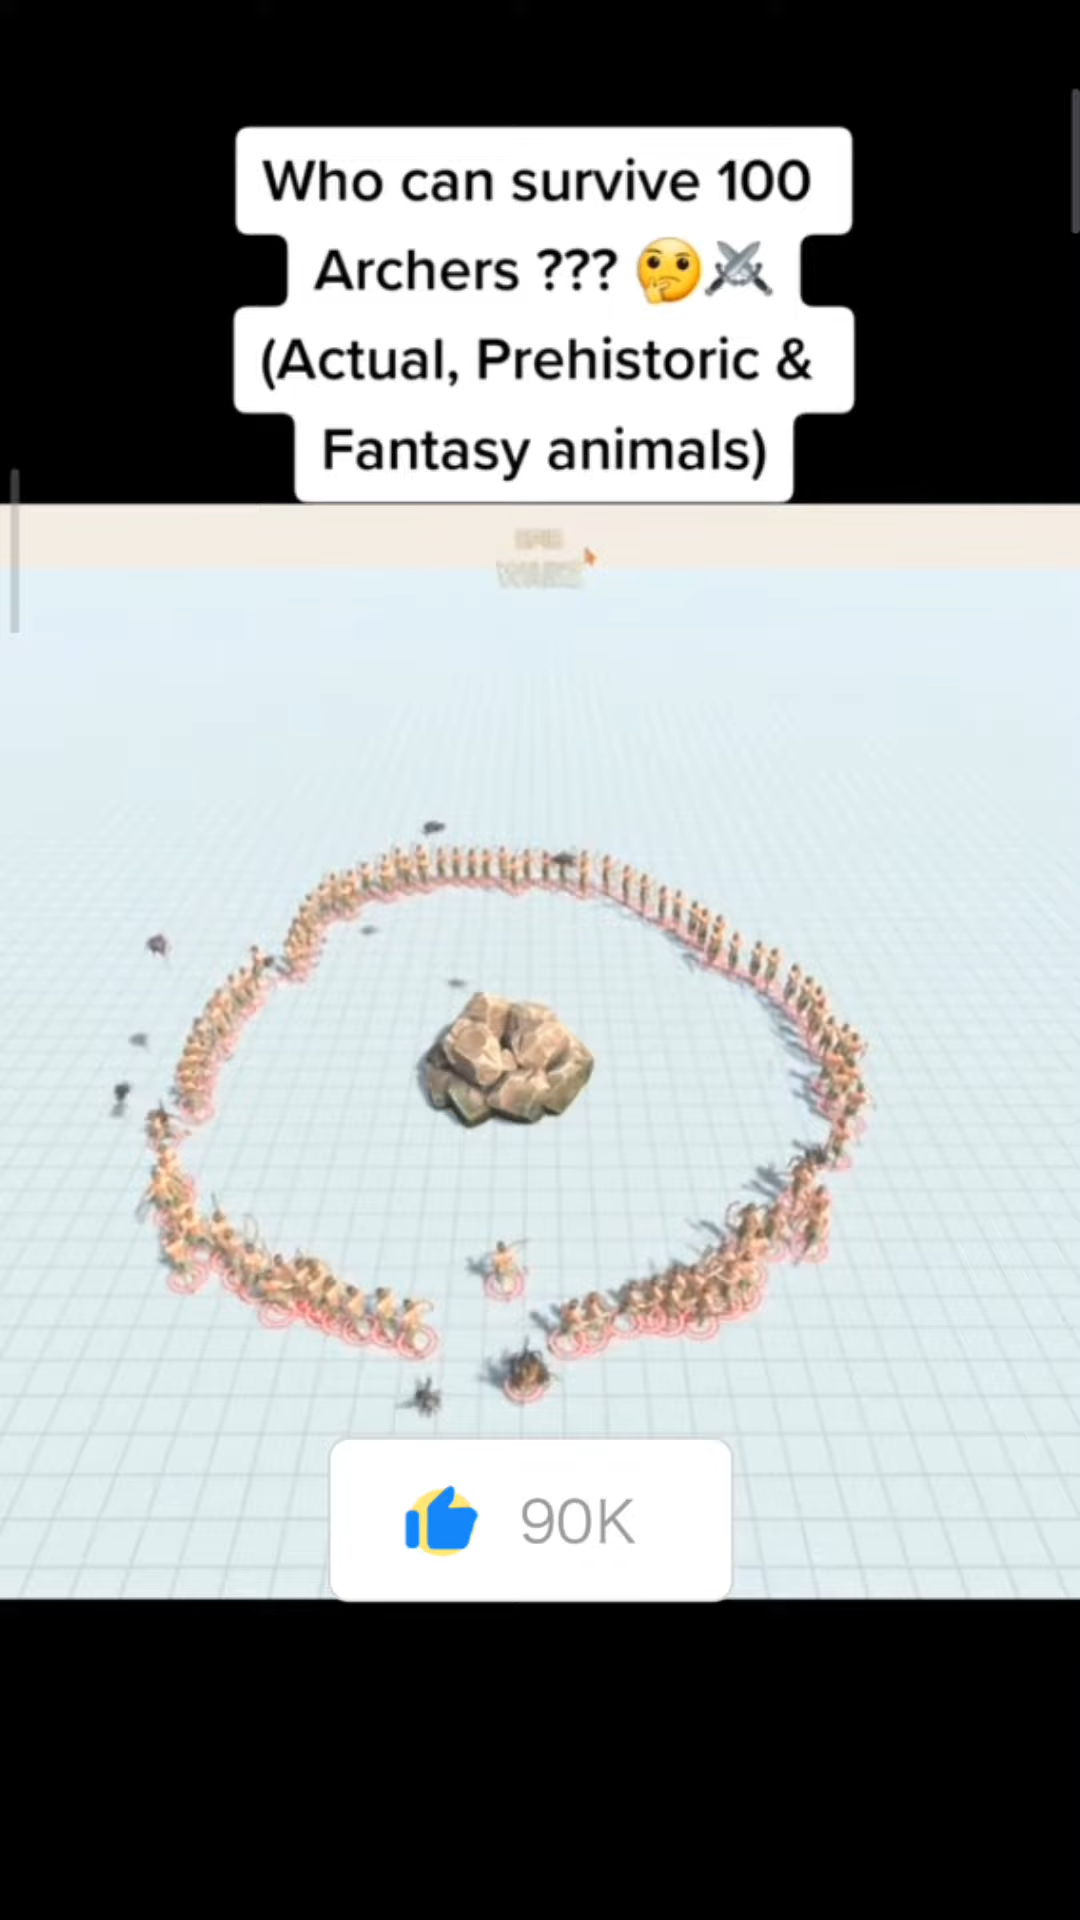 Who can survive 100
Archers ??? 🤔⚔️
(Actual, Prehistoric &
Fantasy animals)
90K